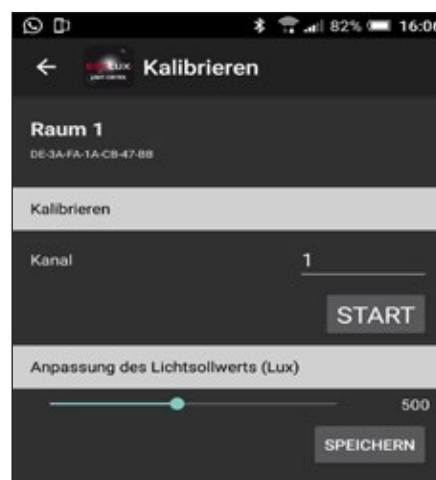 82% 16:06
Kalibrieren
Raum 1
DE-3A-FA-1A-CB-47-BB
Kalibrieren
Kanal 1
START
Anpassung des Lichtsollwerts (Lux)
500
SPEICHERN